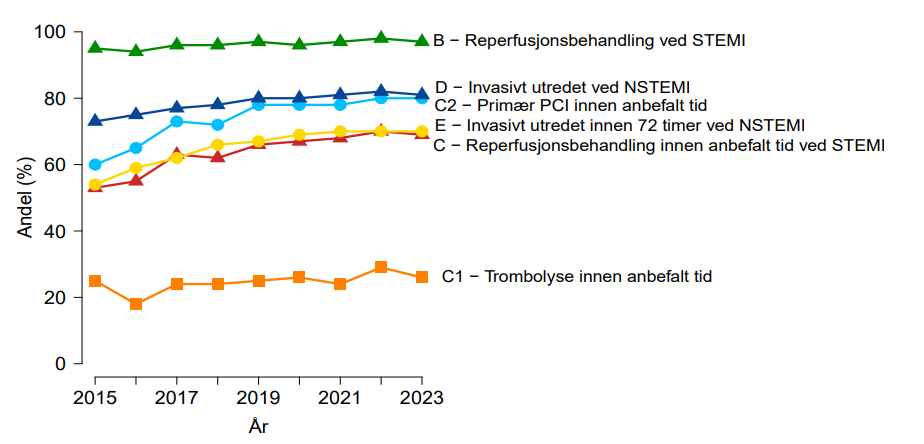 100
80
60
40
20
0
Andel (%)
B − Reperfusjonsbehandling ved STEMI
D − Invasivt utredet ved NSTEMI
C2 − Primær PCI innen anbefalt tid
E − Invasivt utredet innen 72 timer ved NSTEMI
C − Reperfusjonsbehandling innen anbefalt tid ved STEMI
C1 − Trombolyse innen anbefalt tid
2015 2017 2019 2021 2023
År